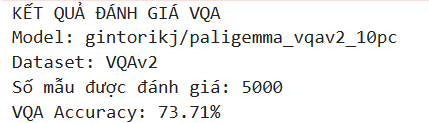 KẾT QUẢ ĐÁNH GIÁ VQA
Model: gintorikj/paligemma_vqav2_10pc
Dataset: VQAv2
Số mẫu được đánh giá: 5000
VQA Accuracy: 73.71%